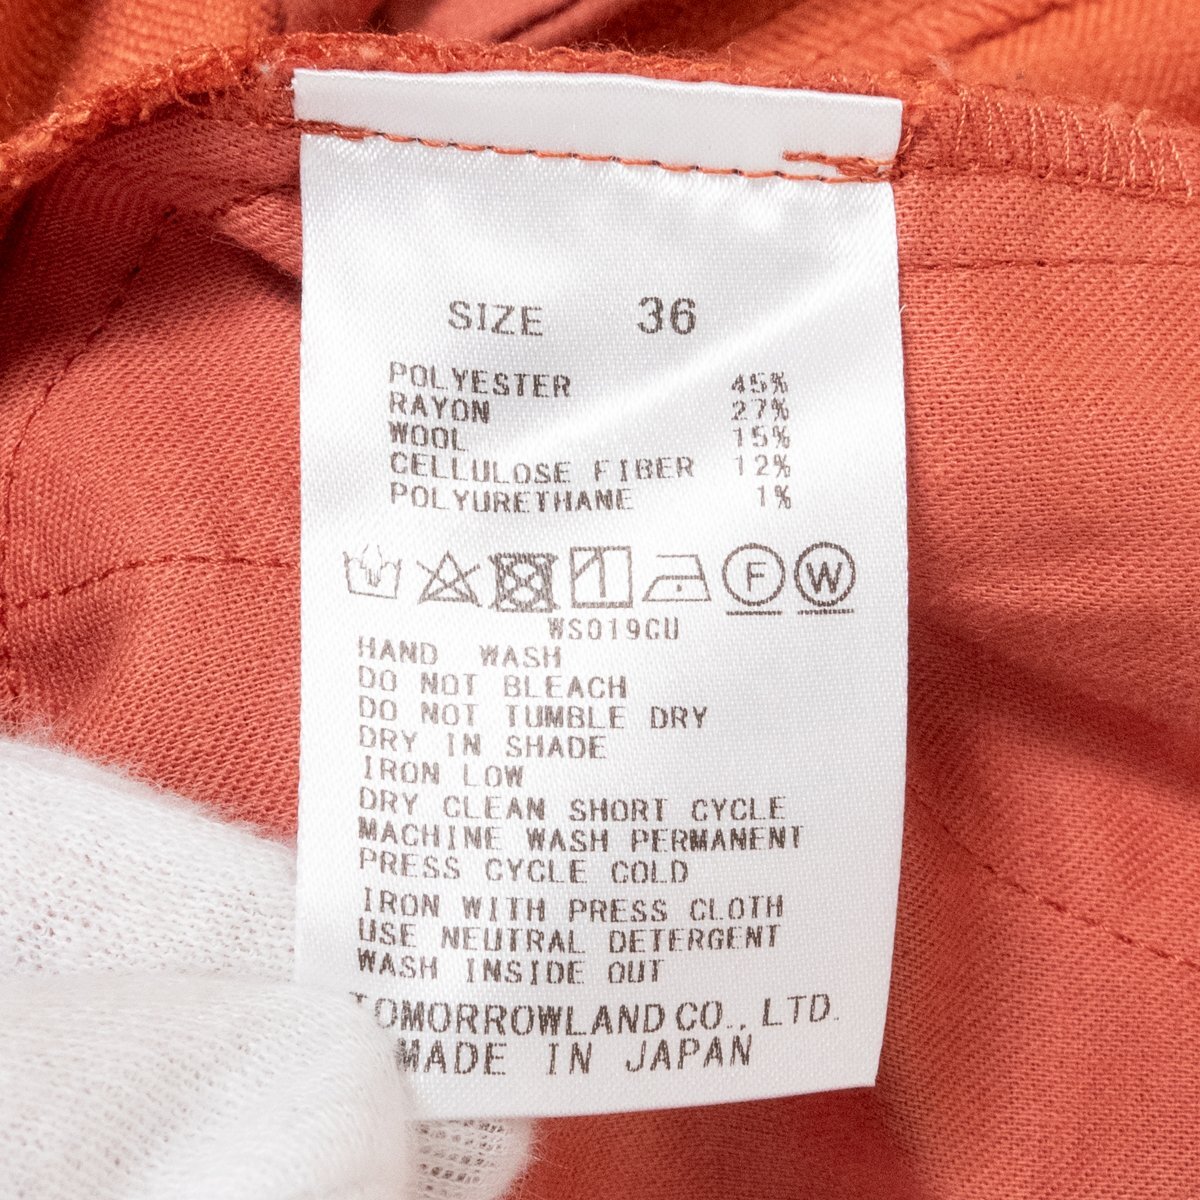 SIZE 36
POLYESTER 45%
RAYON 27%
WOOL 15%
CELLULOSE FIBER 12%
POLYURETHANE 1%
F W
WS019CU
HAND WASH
DO NOT BLEACH
DO NOT TUMBLE DRY
DRY IN SHADE
IRON LOW
DRY CLEAN SHORT CYCLE
MACHINE WASH PERMANENT
PRESS CYCLE COLD
IRON WITH PRESS CLOTH
USE NEUTRAL DETERGENT
WASH INSIDE OUT
TOMORROWLAND CO., LTD.
MADE IN JAPAN